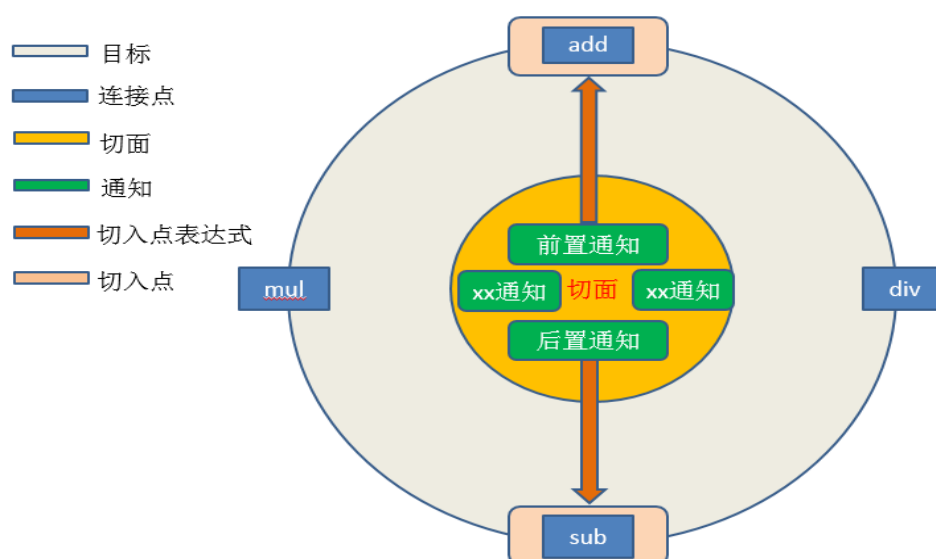 目标
连接点
切面
通知
切入点表达式
切入点
add
前置通知
mul
xx通知 切面 xx通知
div
后置通知
sub